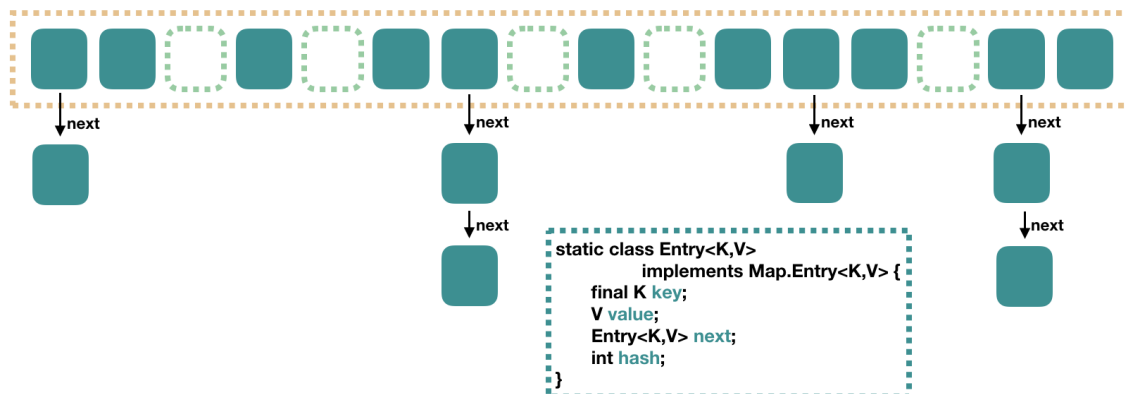 next
next
next
next
next
next
static class Entry<K,V>
implements Map.Entry<K,V> {
final K key;
V value;
Entry<K,V> next;
int hash;
}